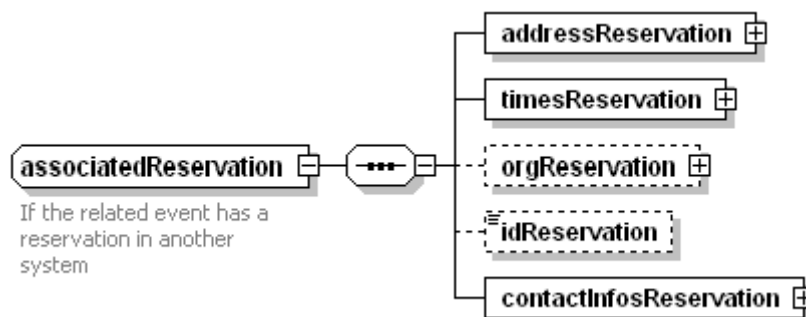 addressReservation
timesReservation
associatedReservation
orgReservation
If the related event has a
reservation in another
system
idReservation
contactInfosReservation